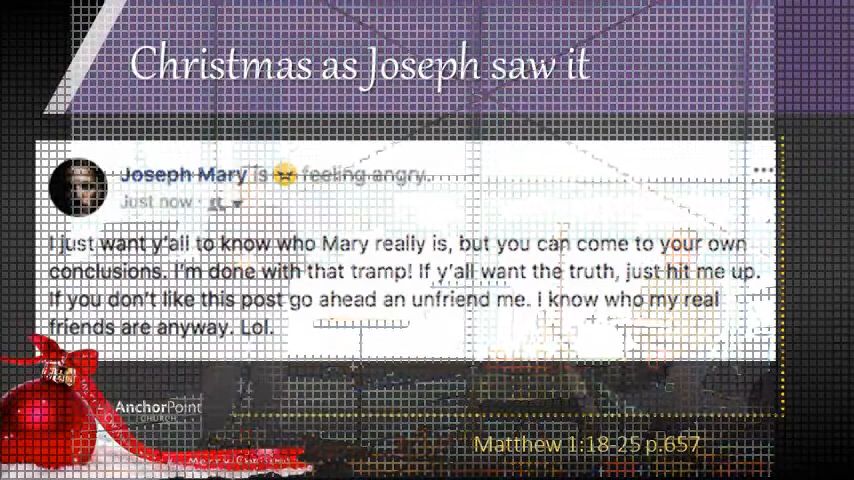 Christmas as Joseph saw it
Joseph Mary is feeling angry.
Just now ·
I just want y'all to know who Mary really is, but you can come to your own
conclusions. I'm done with that tramp! If y'all want the truth, just hit me up.
If you don't like this post go ahead an unfriend me. I know who my real
friends are anyway. Lol.
AnchorPoint
CHURCH
Matthew 1:18-25 p.657
Merry Christmas